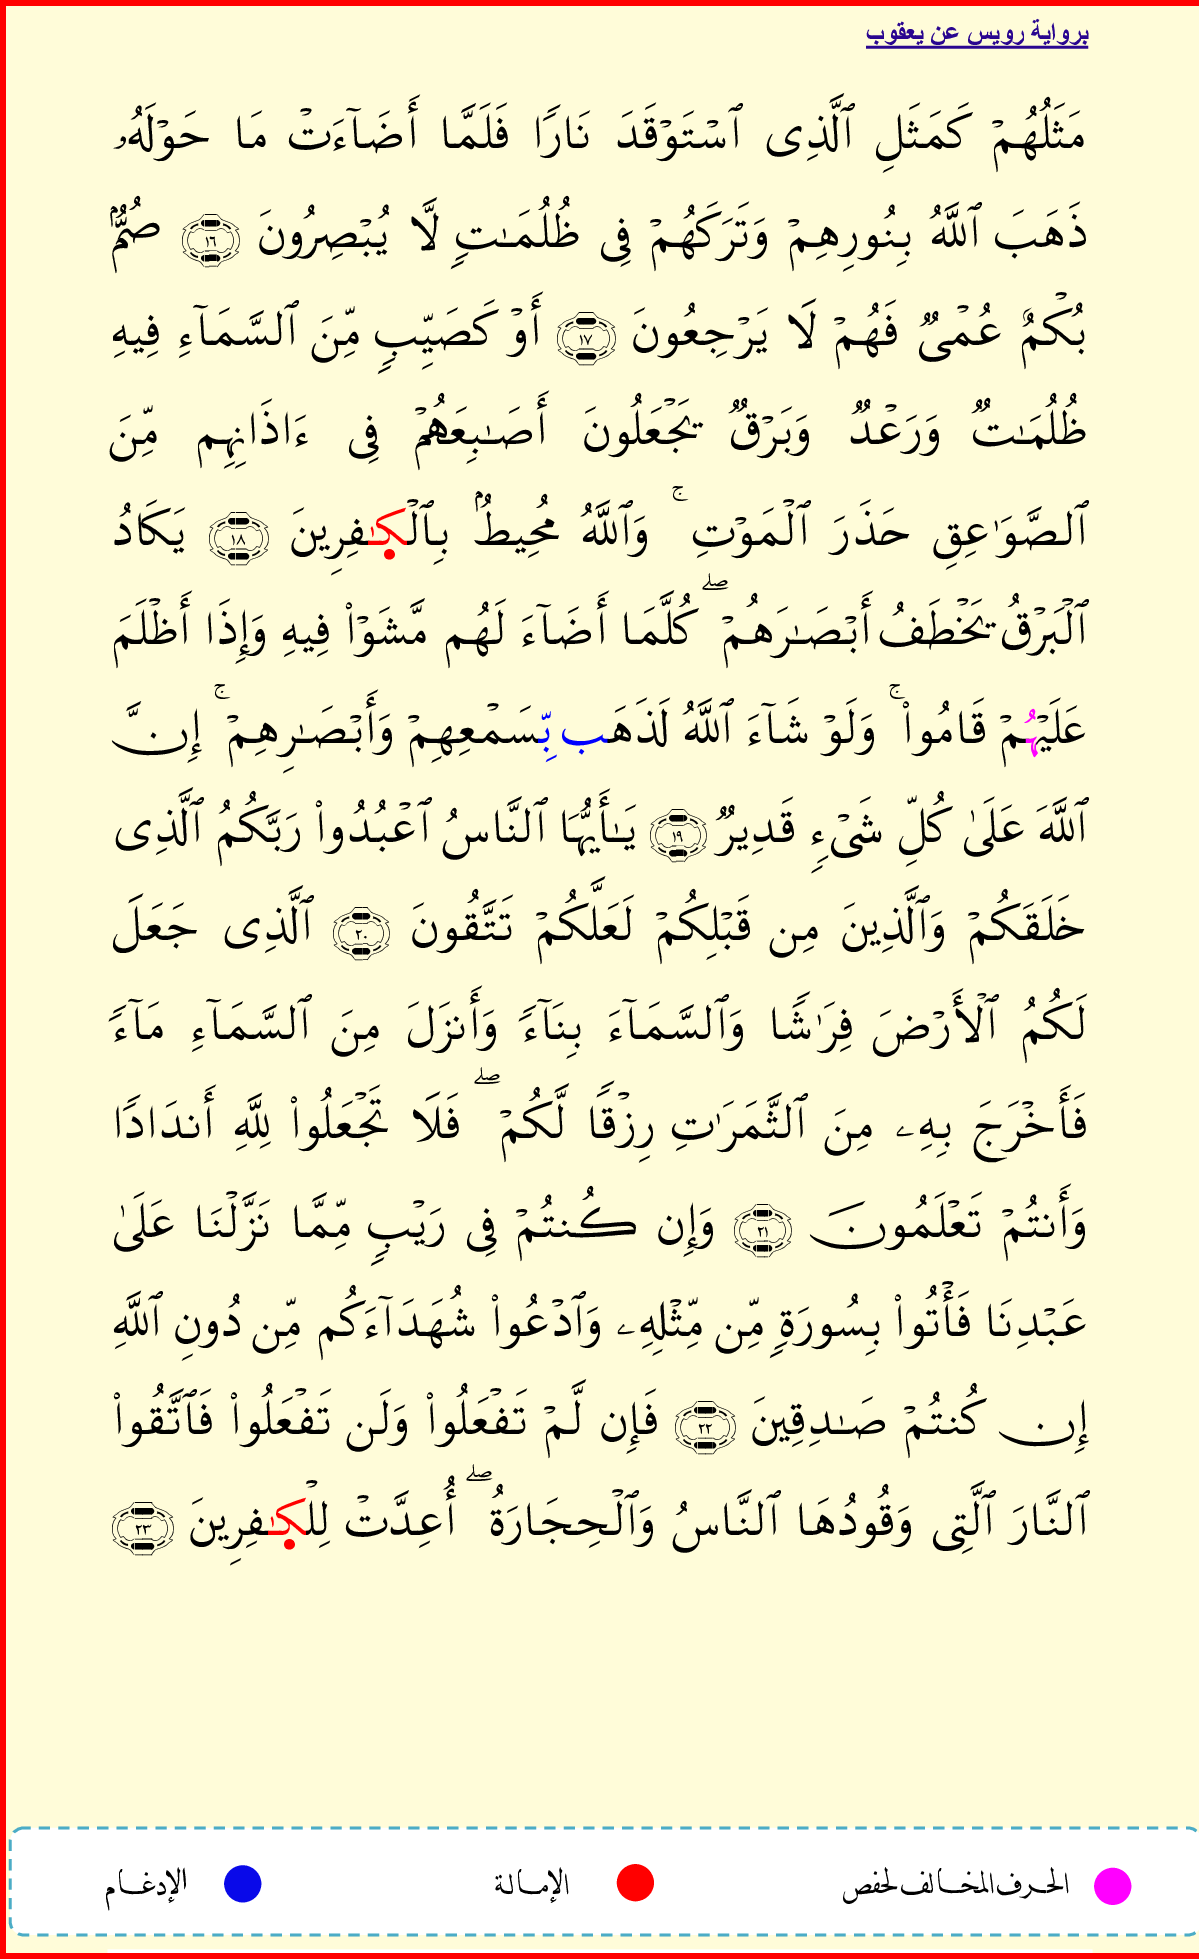 برواية رويس عن يعقوب
مَثَلُهُمۡ كَمَثَلِ ٱلَّذِى ٱسۡتَوۡقَدَ نَارࣰا فَلَمَّا أَضَآءَتۡ مَا حَوۡلَهُۥ
ذَهَبَ ٱللَّهُ بِنُورِهِمۡ وَتَرَكَهُمۡ فِى ظُلُمَـٰتࣲ لَّا يُبۡصِرُونَ ١٦ صُمُّۢ
بُكۡمٌ عُمۡىࣱ فَهُمۡ لَا يَرۡجِعُونَ ١٧ أَوۡ كَصَيِّبࣲ مِّنَ ٱلسَّمَآءِ فِيهِ
ظُلُمَـٰتࣱ وَرَعۡدࣱ وَبَرۡقࣱ يَجۡعَلُونَ أَصَـٰبِعَهُمۡ فِى ءَاذَانِهِم مِّنَ
ٱلصَّوَٰعِقِ حَذَرَ ٱلۡمَوۡتِۚ وَٱللَّهُ مُحِيطُۢ بِٱلۡكَـٰفِرِينَ ١٨ يَكَادُ
ٱلۡبَرۡقُ يَخۡطَفُ أَبۡصَـٰرَهُمۡۖ كُلَّمَا أَضَآءَ لَهُم مَّشَوۡا۟ فِيهِ وَإِذَا أَظۡلَمَ
عَلَيۡهُمۡ قَامُوا۟ۚ وَلَوۡ شَآءَ ٱللَّهُ لَذَهَب بِّسَمۡعِهِمۡ وَأَبۡصَـٰرِهِمۡۚ إِنَّ
ٱللَّهَ عَلَىٰ كُلِّ شَىۡءࣲ قَدِيرࣱ ١٩ يَـٰأَيُّهَا ٱلنَّاسُ ٱعۡبُدُوا۟ رَبَّكُمُ ٱلَّذِى
خَلَقَكُمۡ وَٱلَّذِينَ مِن قَبۡلِكُمۡ لَعَلَّكُمۡ تَتَّقُونَ ٢٠ ٱلَّذِى جَعَلَ
لَكُمُ ٱلۡأَرۡضَ فِرَٰشࣰا وَٱلسَّمَآءَ بِنَآءࣰ وَأَنزَلَ مِنَ ٱلسَّمَآءِ مَآءࣰ
فَأَخۡرَجَ بِهِۦ مِنَ ٱلثَّمَرَٰتِ رِزۡقࣰا لَّكُمۡۖ فَلَا تَجۡعَلُوا۟ لِلَّهِ أَندَادࣰا
وَأَنتُمۡ تَعۡلَمُونَ ٢١ وَإِن كُنتُمۡ فِى رَيۡبࣲ مِّمَّا نَزَّلۡنَا عَلَىٰ
عَبۡدِنَا فَأۡتُوا۟ بِسُورَةࣲ مِّن مِّثۡلِهِۦ وَٱدۡعُوا۟ شُهَدَآءَكُم مِّن دُونِ ٱللَّهِ
إِن كُنتُمۡ صَـٰدِقِينَ ٢٢ فَإِن لَّمۡ تَفۡعَلُوا۟ وَلَن تَفۡعَلُوا۟ فَٱتَّقُوا۟
ٱلنَّارَ ٱلَّتِى وَقُودُهَا ٱلنَّاسُ وَٱلۡحِجَارَةُۖ أُعِدَّتۡ لِلۡكَـٰفِرِينَ ٢٣
الحرف المخالف لحفص الإمالة الإدغام